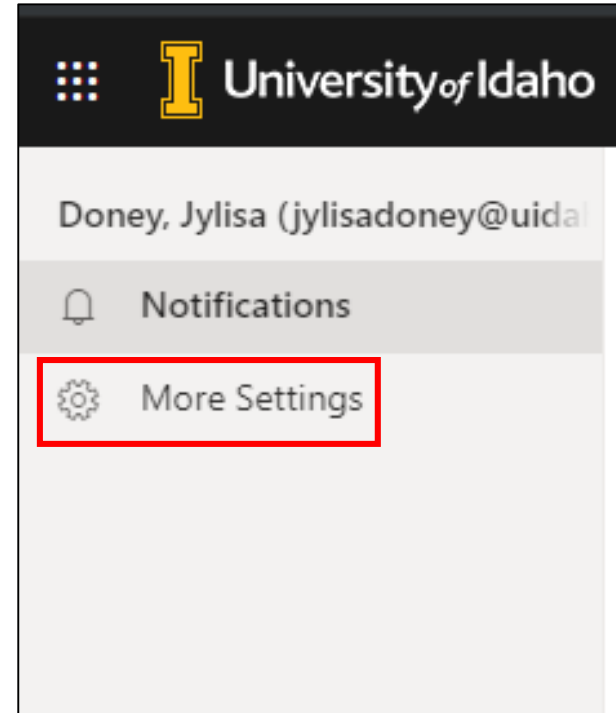 University of Idaho
Doney, Jylisa (jylisadoney@uida
Notifications
More Settings